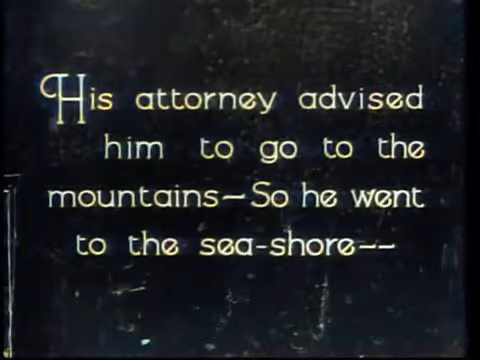 His attorney advised
him to go to the
mountains—So he went
to the sea-shore--